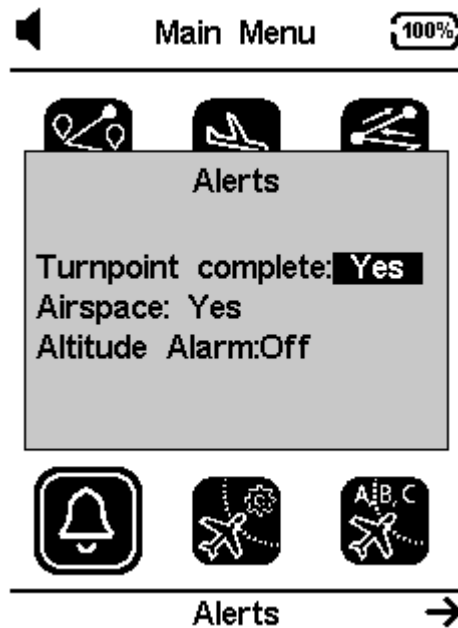 Main Menu
100%
Alerts
Turnpoint complete: Yes
Airspace: Yes
Altitude Alarm:Off
A,B,C
Alerts